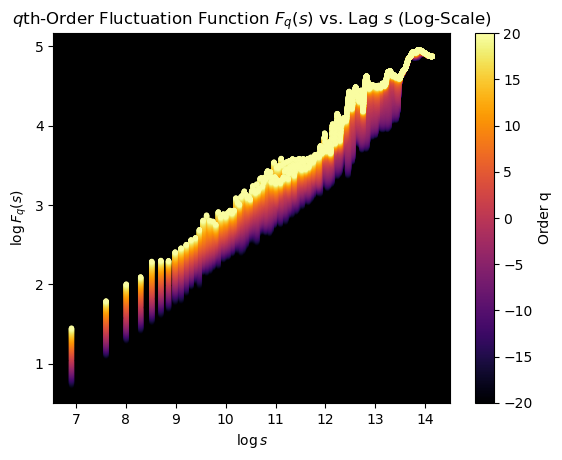 qth-Order Fluctuation Function F_q(s) vs. Lag s (Log-Scale)
5
4
3
2
1
log F_q(s)
7 8 9 10 11 12 13 14
log s
20
15
10
5
0
−5
−10
−15
−20
Order q